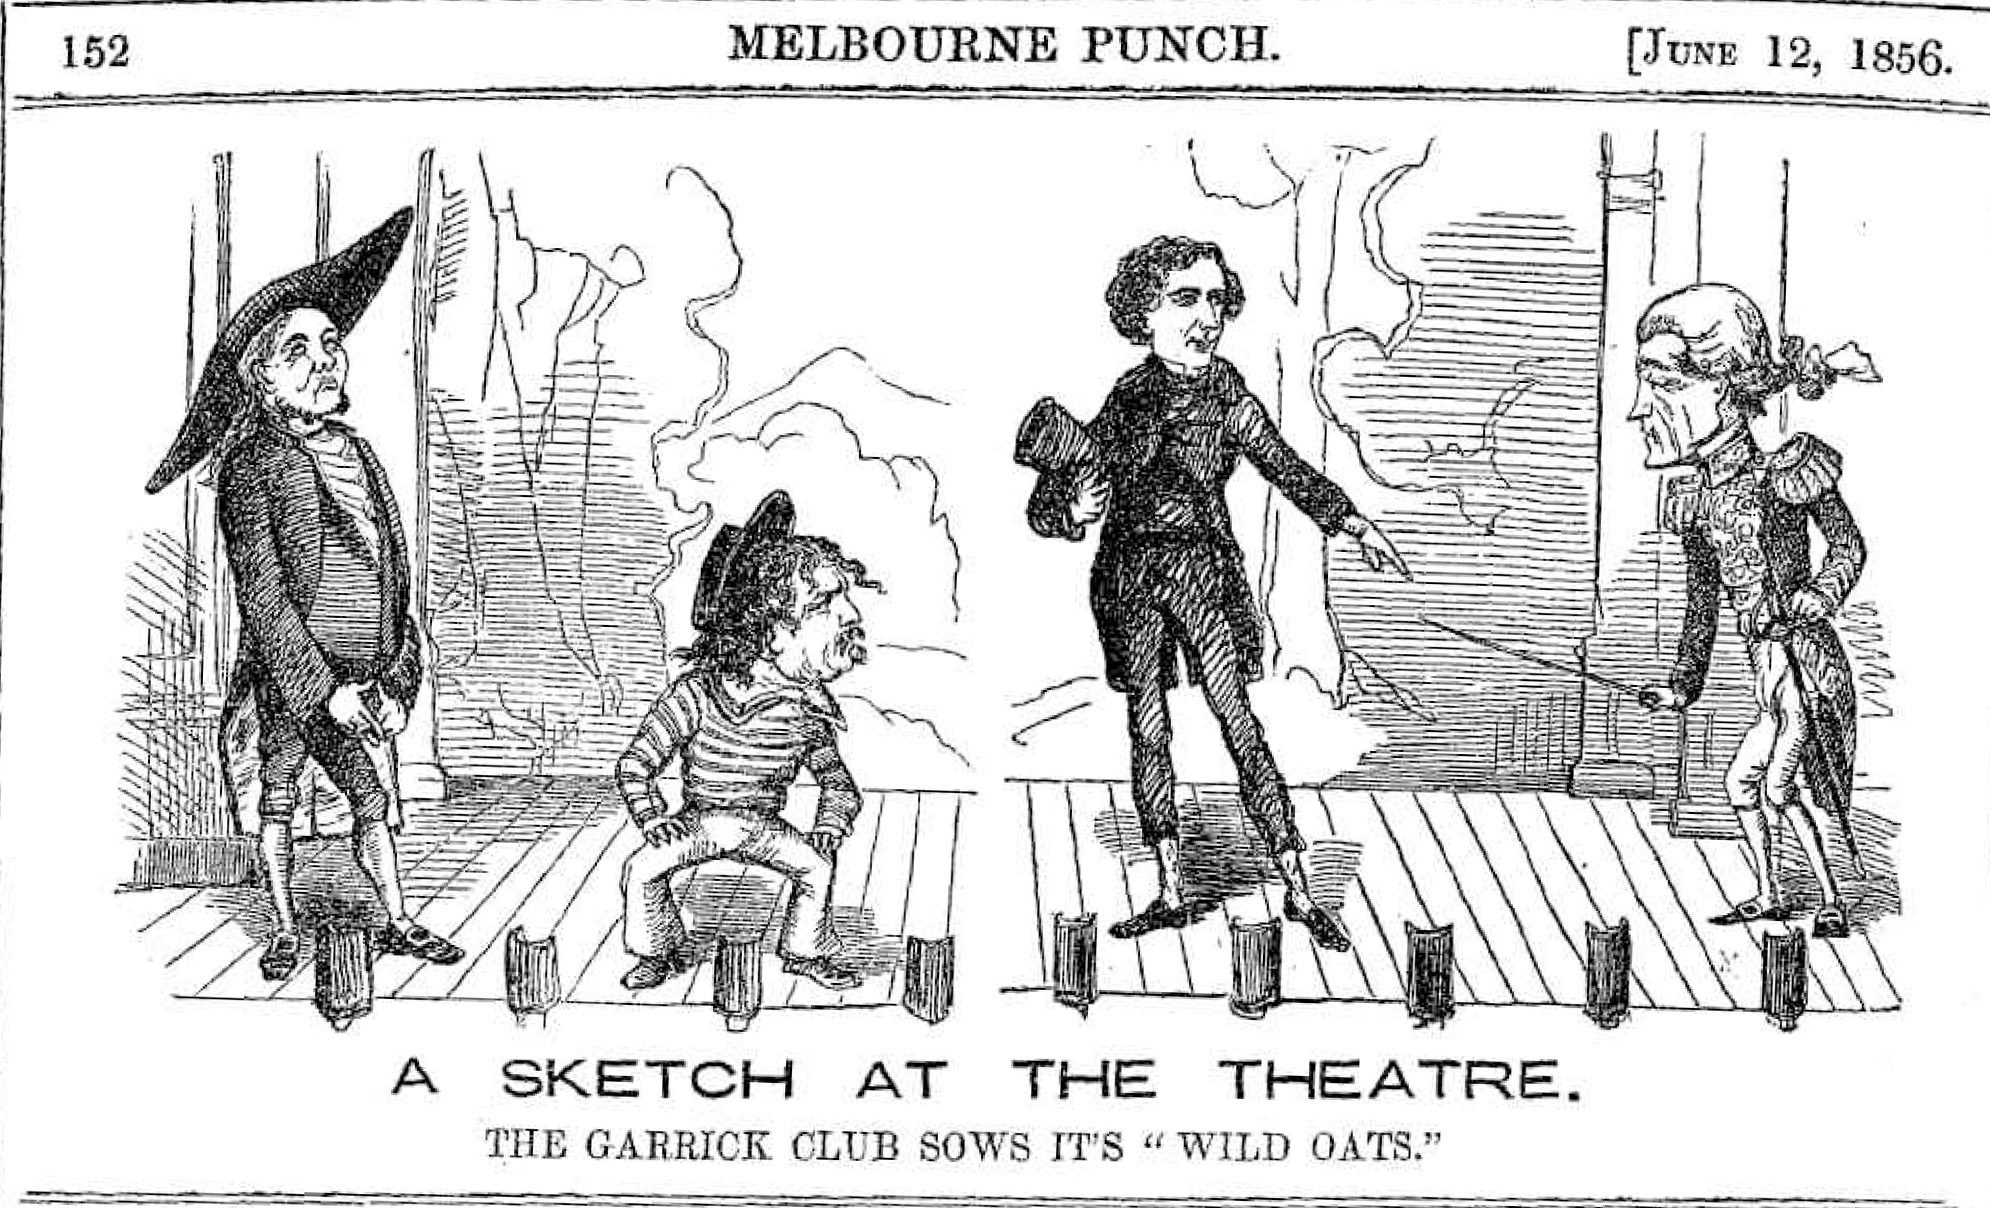 152 MELBOURNE PUNCH. [JUNE 12, 1856.
A SKETCH AT THE THEATRE.
THE GARRICK CLUB SOWS IT'S "WILD OATS."